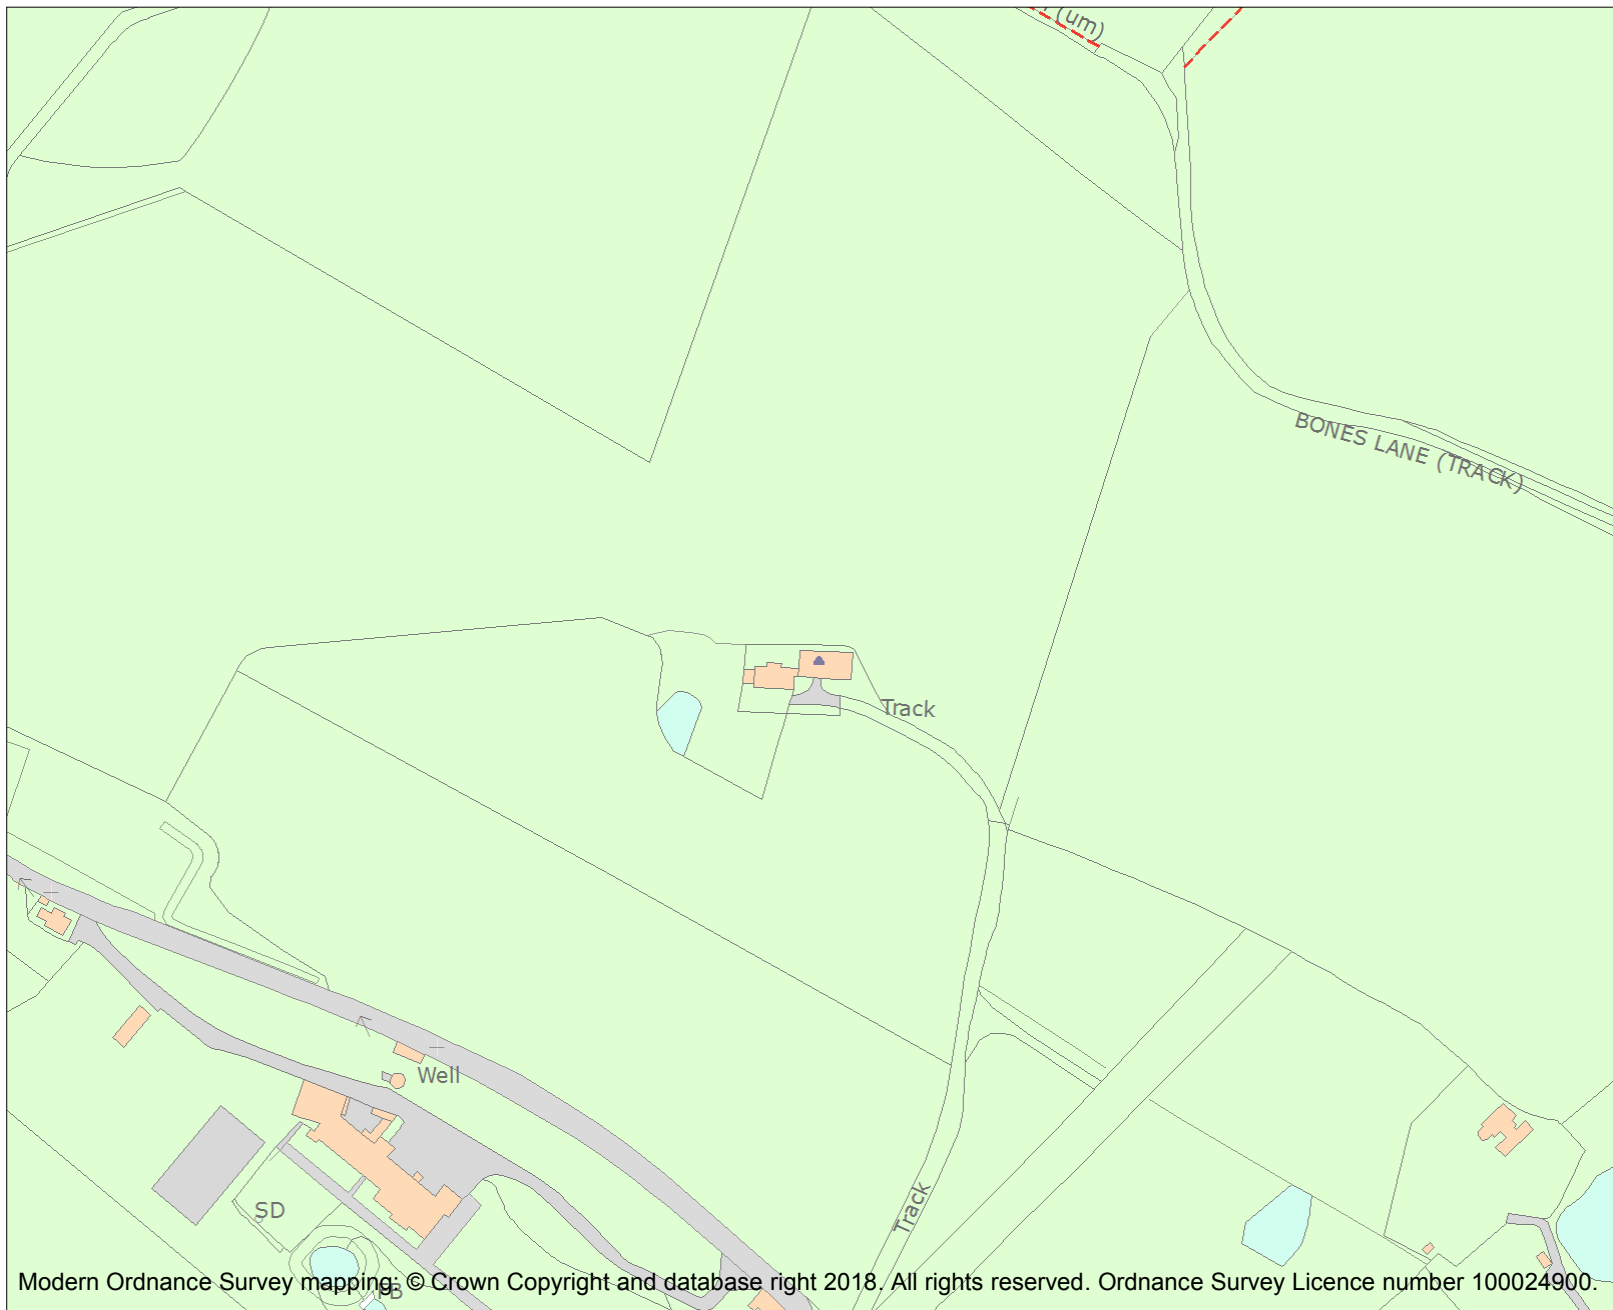 (um)
BONES LANE (TRACK)
Track
Well
Track
SD
FB
Modern Ordnance Survey mapping: © Crown Copyright and database right 2018. All rights reserved. Ordnance Survey Licence number 100024900.